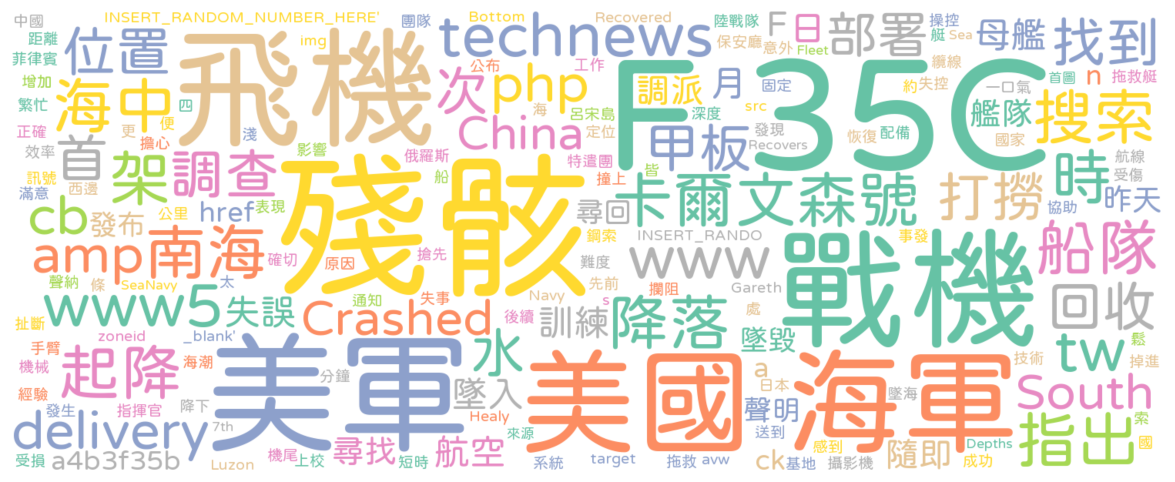 中國 INSERT_RANDOM_NUMBER_HERE' 團隊 Bottom Recovered 陸戰隊 F 日 部署 操控 母艦 找到
距離 位置 飛機 img technews 保安廳 意外 Fleet 艇 Sea
菲律賓 公布 工作 纜線 一口氣 首圖 n 拖救艇
增加 海中 次 php 調派 月 固定 約 失控 艦隊 搜索
繁忙 四 便 海 呂宋島 src 深度 F35C
正確 更 擔心 淺 China 定位 甲板 發現 恢復 配備 國家
效率 首 架 調查 影響 俄羅斯 特遣團 皆 Recovers 航線
訊號 西邊 殘骸 船 撞上 卡爾文森號 打撈 時 受傷
滿意 cb 發布 公里 href 表現 尋回 協助 昨天
amp 南海 確切 原因 搶先 鋼索 INSERT_RANDO 事發 船隊
聲納 條 SeaNavy 太 難度 www 戰機
www5 失誤 通知 失事 Navy 先前 攔阻 Gareth 回收
扯斷 zoneid Crashed 後續 s 訓練 降落 處
手臂 _blank' 水 墜毀 tw 鬆
機械 起降 海潮 美軍 分鐘 美國海軍 a 技術 掉進
經驗 墜入 日本 墜海 South
發生 指揮官 降下 Healy 聲明 索
delivery 7th 來源 送到 感到 Depths 指出 國
受損 a4b3f35b Luzon 機尾 尋找 上校 短時 航空 系統 target 拖救 avw ck 基地 攝影機 隨即 成功